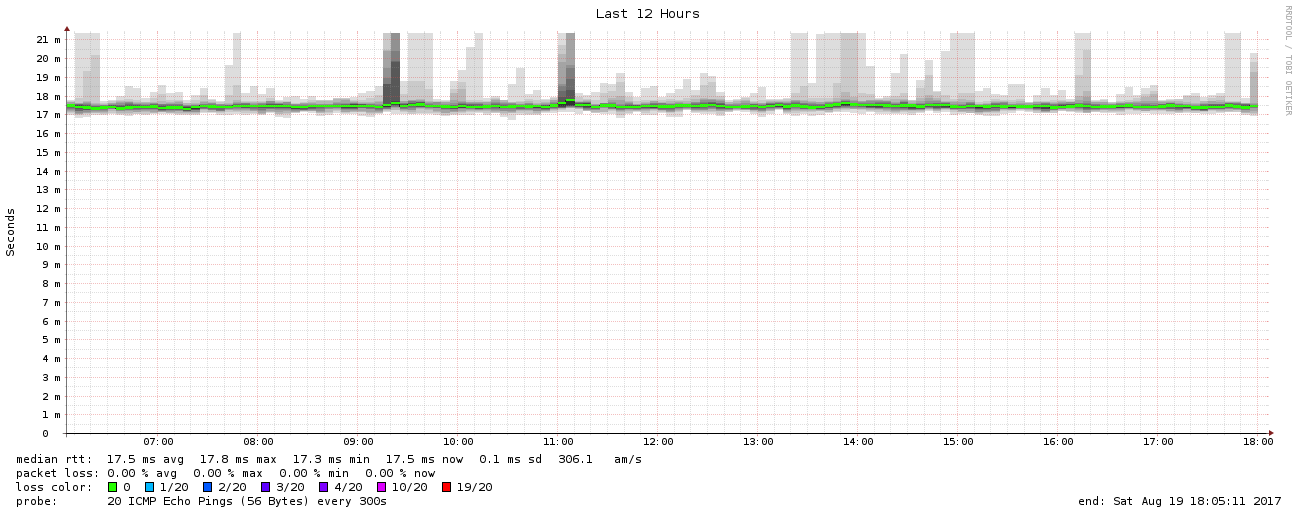 Last 12 Hours
RRDTOOL / TOBI OETIKER
Seconds
21 m
20 m
19 m
18 m
17 m
16 m
15 m
14 m
13 m
12 m
11 m
10 m
9 m
8 m
7 m
6 m
5 m
4 m
3 m
2 m
1 m
0
07:00 08:00 09:00 10:00 11:00 12:00 13:00 14:00 15:00 16:00 17:00 18:00
median rtt: 17.5 ms avg 17.8 ms max 17.3 ms min 17.5 ms now 0.1 ms sd 306.1 am/s
packet loss: 0.00 % avg 0.00 % max 0.00 % min 0.00 % now
loss color: 0 1/20 2/20 3/20 4/20 10/20 19/20
probe: 20 ICMP Echo Pings (56 Bytes) every 300s end: Sat Aug 19 18:05:11 2017